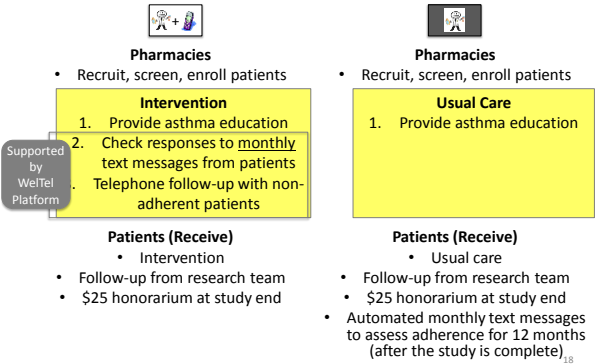 Pharmacies
• Recruit, screen, enroll patients
Intervention
1. Provide asthma education
2. Check responses to monthly
text messages from patients
. Telephone follow-up with non-
adherent patients
Supported
by
WelTel
Platform
Patients (Receive)
• Intervention
• Follow-up from research team
• $25 honorarium at study end
Pharmacies
• Recruit, screen, enroll patients
Usual Care
1. Provide asthma education
Patients (Receive)
• Usual care
• Follow-up from research team
• $25 honorarium at study end
• Automated monthly text messages
to assess adherence for 12 months
(after the study is complete)
18